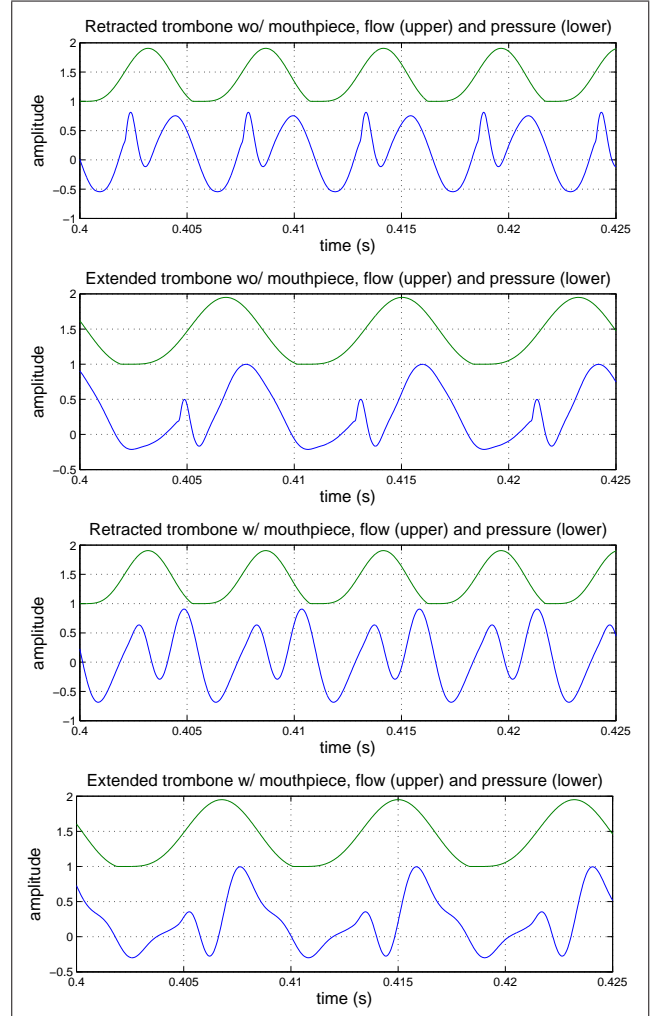 Retracted trombone wo/ mouthpiece, flow (upper) and pressure (lower)
2
1.5
1
0.5
0
−0.5
−1
amplitude
0.4 0.405 0.41 0.415 0.42 0.425
time (s)
Extended trombone wo/ mouthpiece, flow (upper) and pressure (lower)
2
1.5
1
0.5
0
−0.5
amplitude
0.4 0.405 0.41 0.415 0.42 0.425
time (s)
Retracted trombone w/ mouthpiece, flow (upper) and pressure (lower)
2
1.5
1
0.5
0
−0.5
−1
amplitude
0.4 0.405 0.41 0.415 0.42 0.425
time (s)
Extended trombone w/ mouthpiece, flow (upper) and pressure (lower)
2
1.5
1
0.5
0
−0.5
amplitude
0.4 0.405 0.41 0.415 0.42 0.425
time (s)